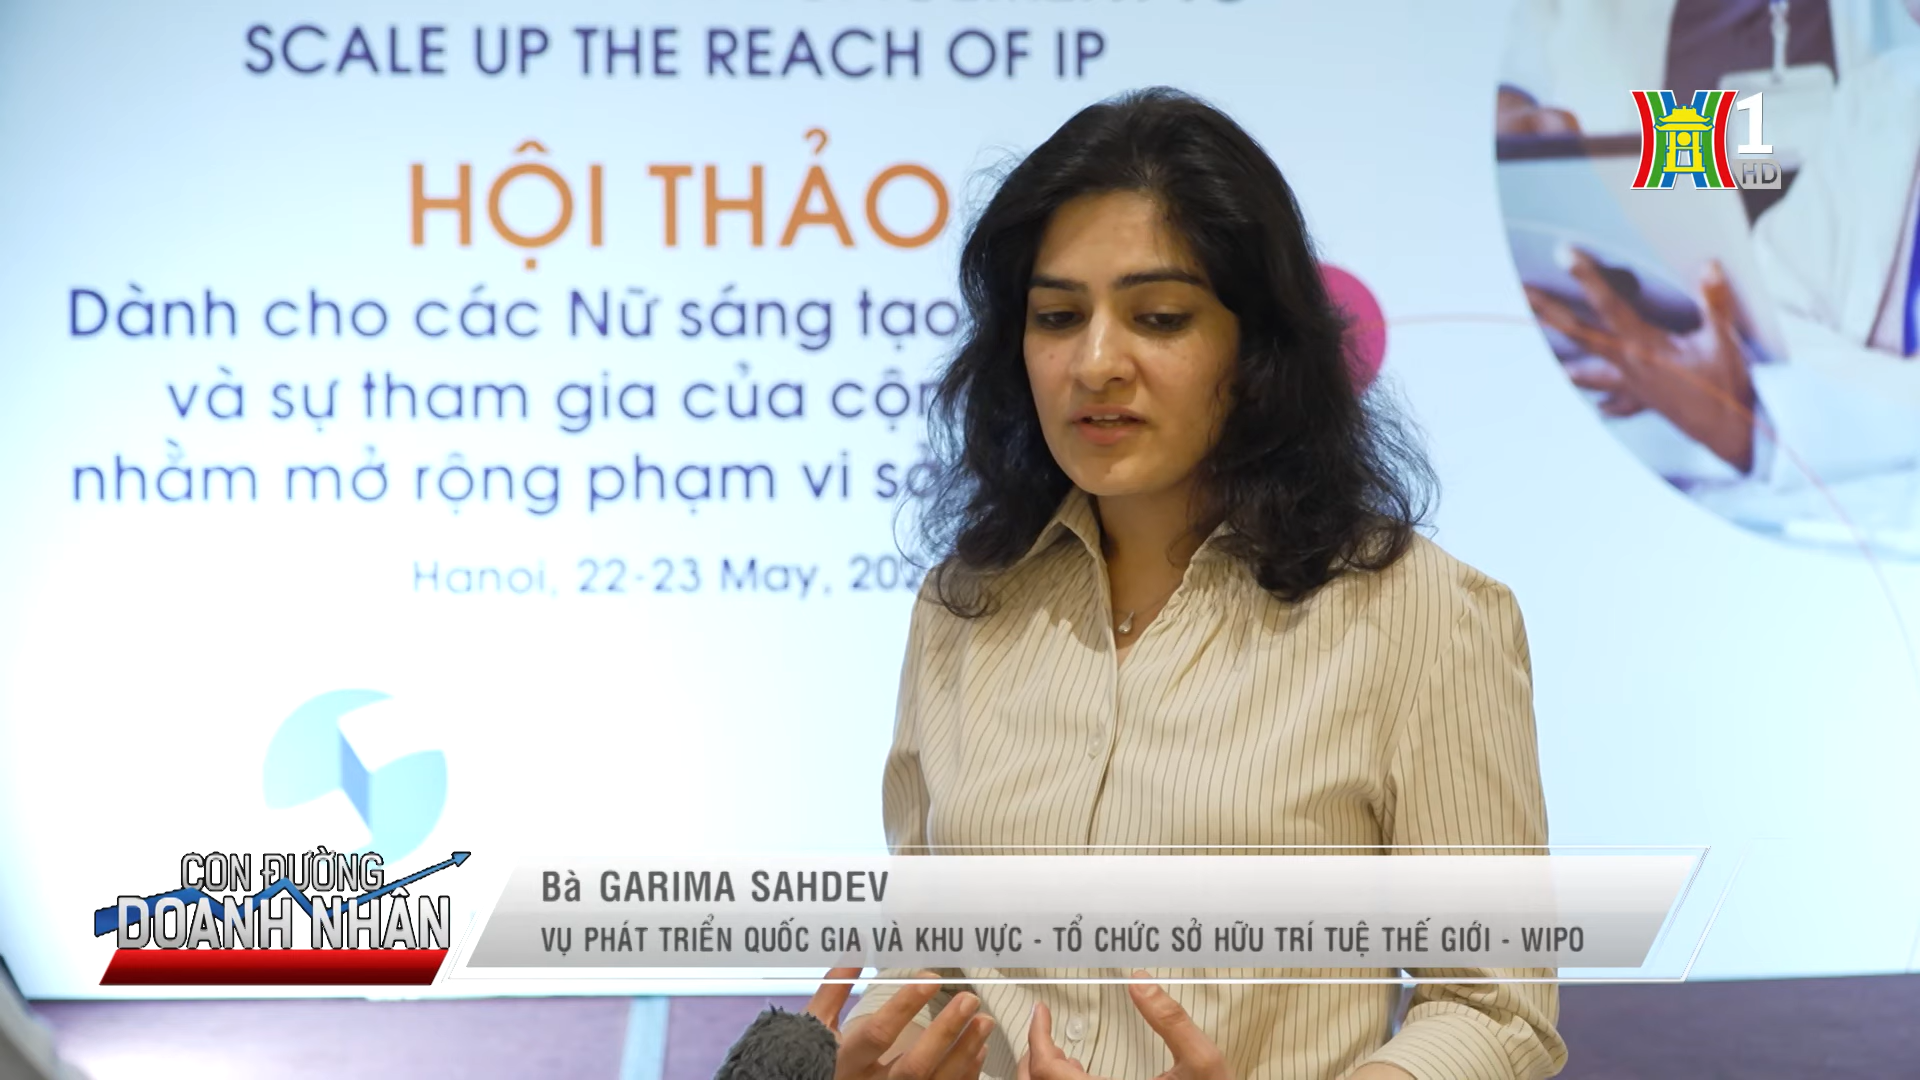 SCALE UP THE REACH OF IP
HỘI THẢO
Dành cho các Nữ sáng tạo
và sự tham gia của
nhằm mở rộng phạm vi
Hanoi, 22-23 May,
1
HD
CON ĐƯỜNG
DOANH NHÂN
Bà GARIMA SAHDEV
VỤ PHÁT TRIỂN QUỐC GIA VÀ KHU VỰC - TỔ CHỨC SỞ HỮU TRÍ TUỆ THẾ GIỚI - WIPO